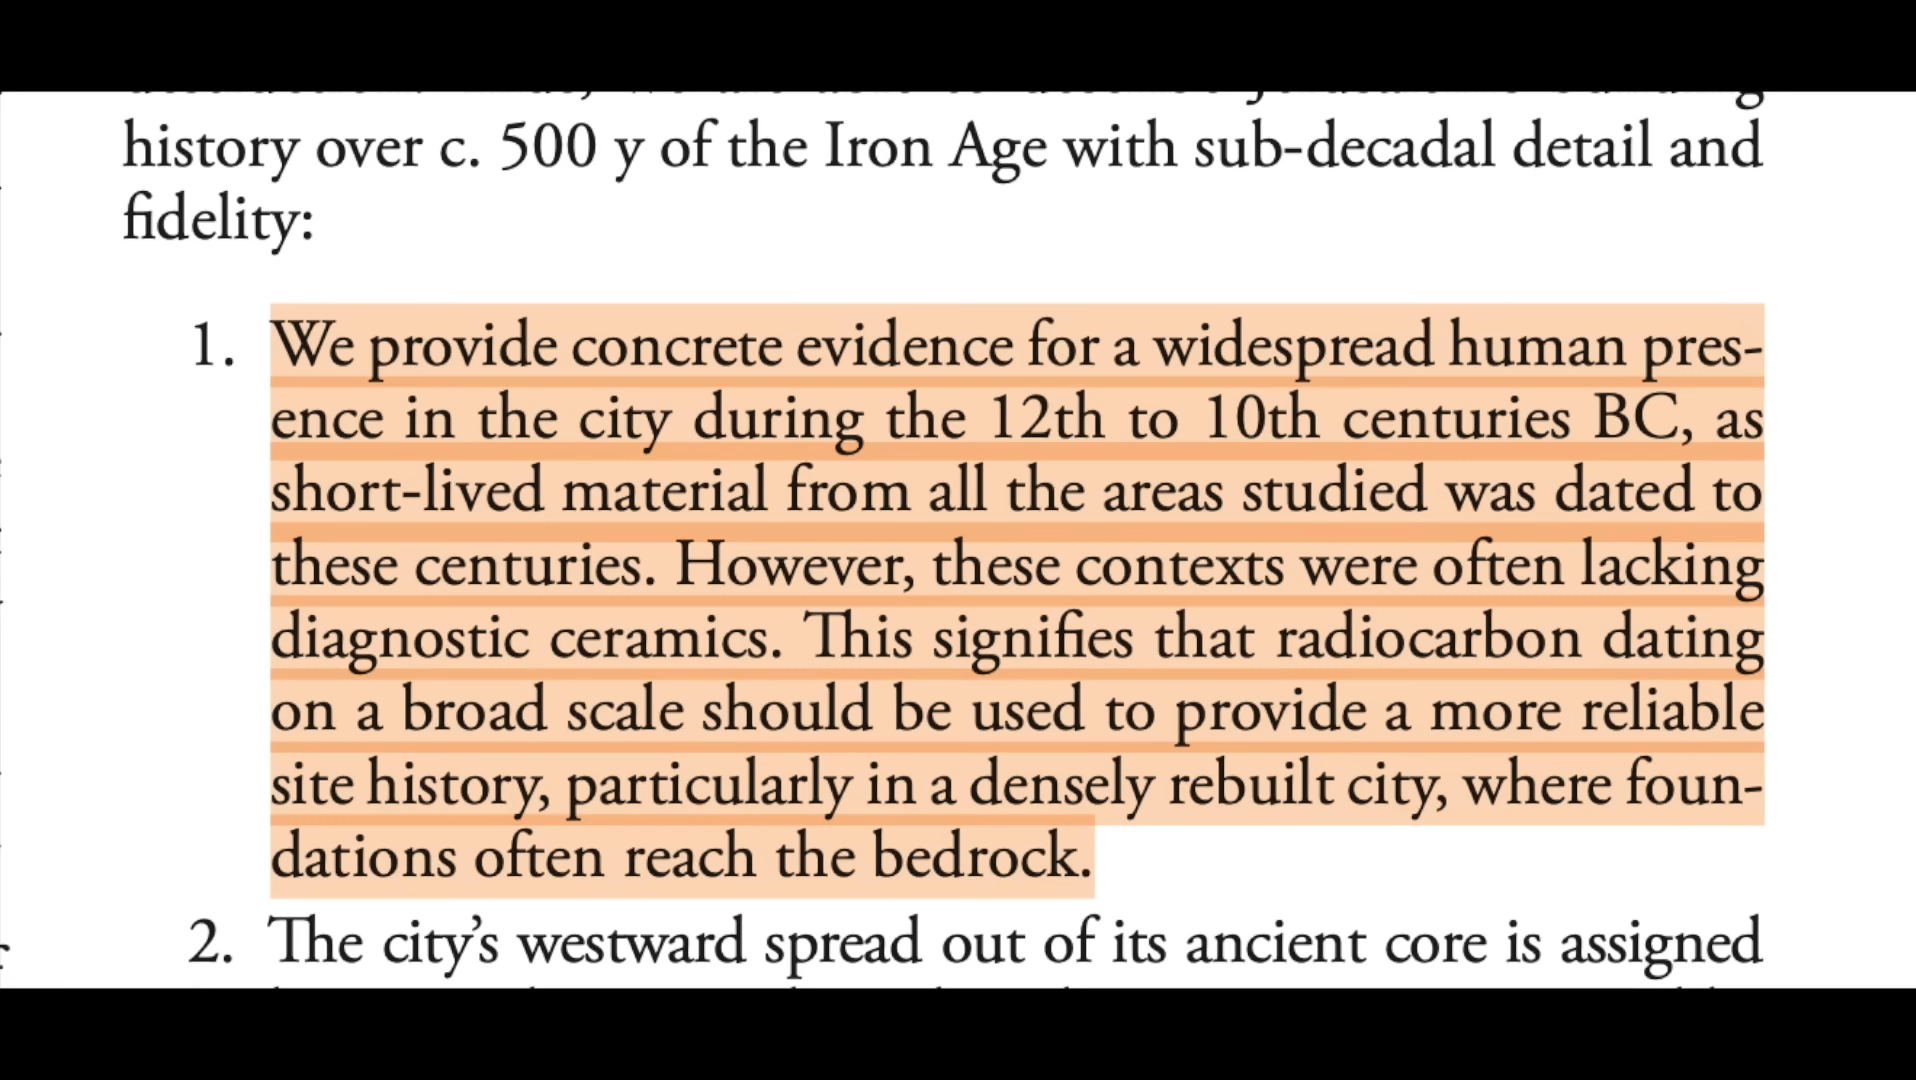 history over c. 500 y of the Iron Age with sub-decadal detail and
fidelity:
1. We provide concrete evidence for a widespread human pres-
ence in the city during the 12th to 10th centuries BC, as
short-lived material from all the areas studied was dated to
these centuries. However, these contexts were often lacking
diagnostic ceramics. This signifies that radiocarbon dating
on a broad scale should be used to provide a more reliable
site history, particularly in a densely rebuilt city, where foun-
dations often reach the bedrock.
2. The city’s westward spread out of its ancient core is assigned